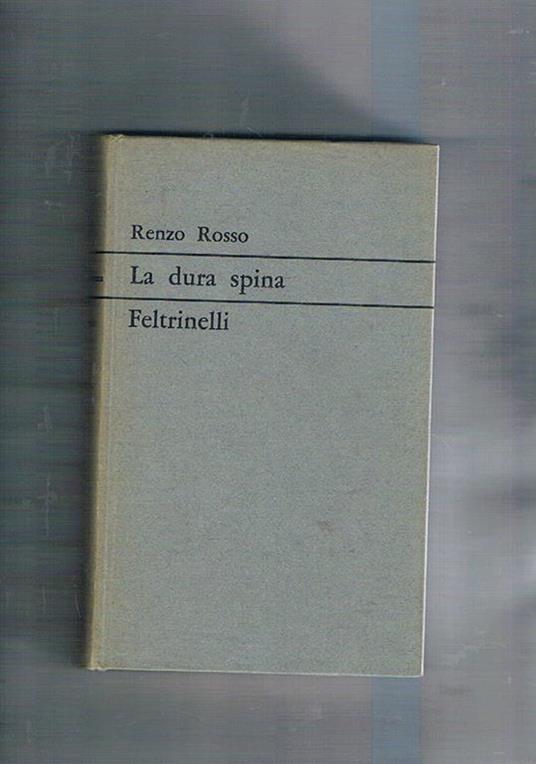 Renzo Rosso
La dura spina
Feltrinelli